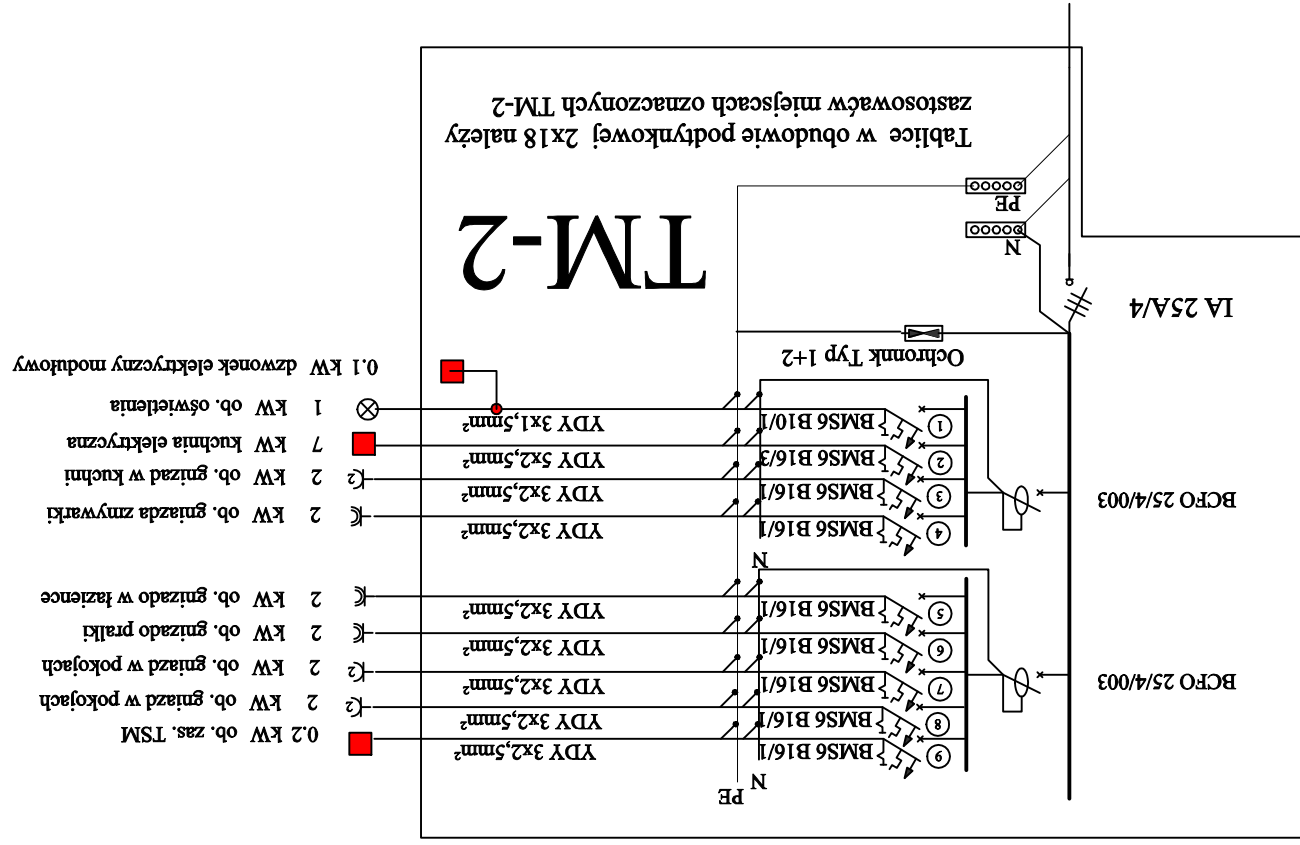 PE N
9 BMS6 B16/1 YDY 3x2,5mm² 0.2 kW ob. zas. TSM
8 BMS6 B16/1 YDY 3x2,5mm² 2 kW ob. gniazd w pokojach
BCFO 25/4/003
7 BMS6 B16/1 YDY 3x2,5mm² 2 kW ob. gniazd w pokojach
6 BMS6 B16/1 YDY 3x2,5mm² 2 kW ob. gnizado pralki
5 BMS6 B16/1 YDY 3x2,5mm² 2 kW ob. gnizado w łazience
N
4 BMS6 B16/1 YDY 3x2,5mm² 2 kW ob. gniazda zmywarki
BCFO 25/4/003
3 BMS6 B16/1 YDY 3x2,5mm² 2 kW ob. gnizad w kuchni
2 BMS6 B16/3 YDY 5x2,5mm² 7 kW kuchnia elektryczna
1 BMS6 B10/1 YDY 3x1,5mm² 1 kW ob. oświetlenia
0.1 kW dzwonek elektryczny modułowy
Ochronnk Typ 1+2
IA 25A/4
N
TM-2
PE
Tablice w obudowie podtynkowej 2x18 należy
zastosowaćw miejscach oznaczonych TM-2